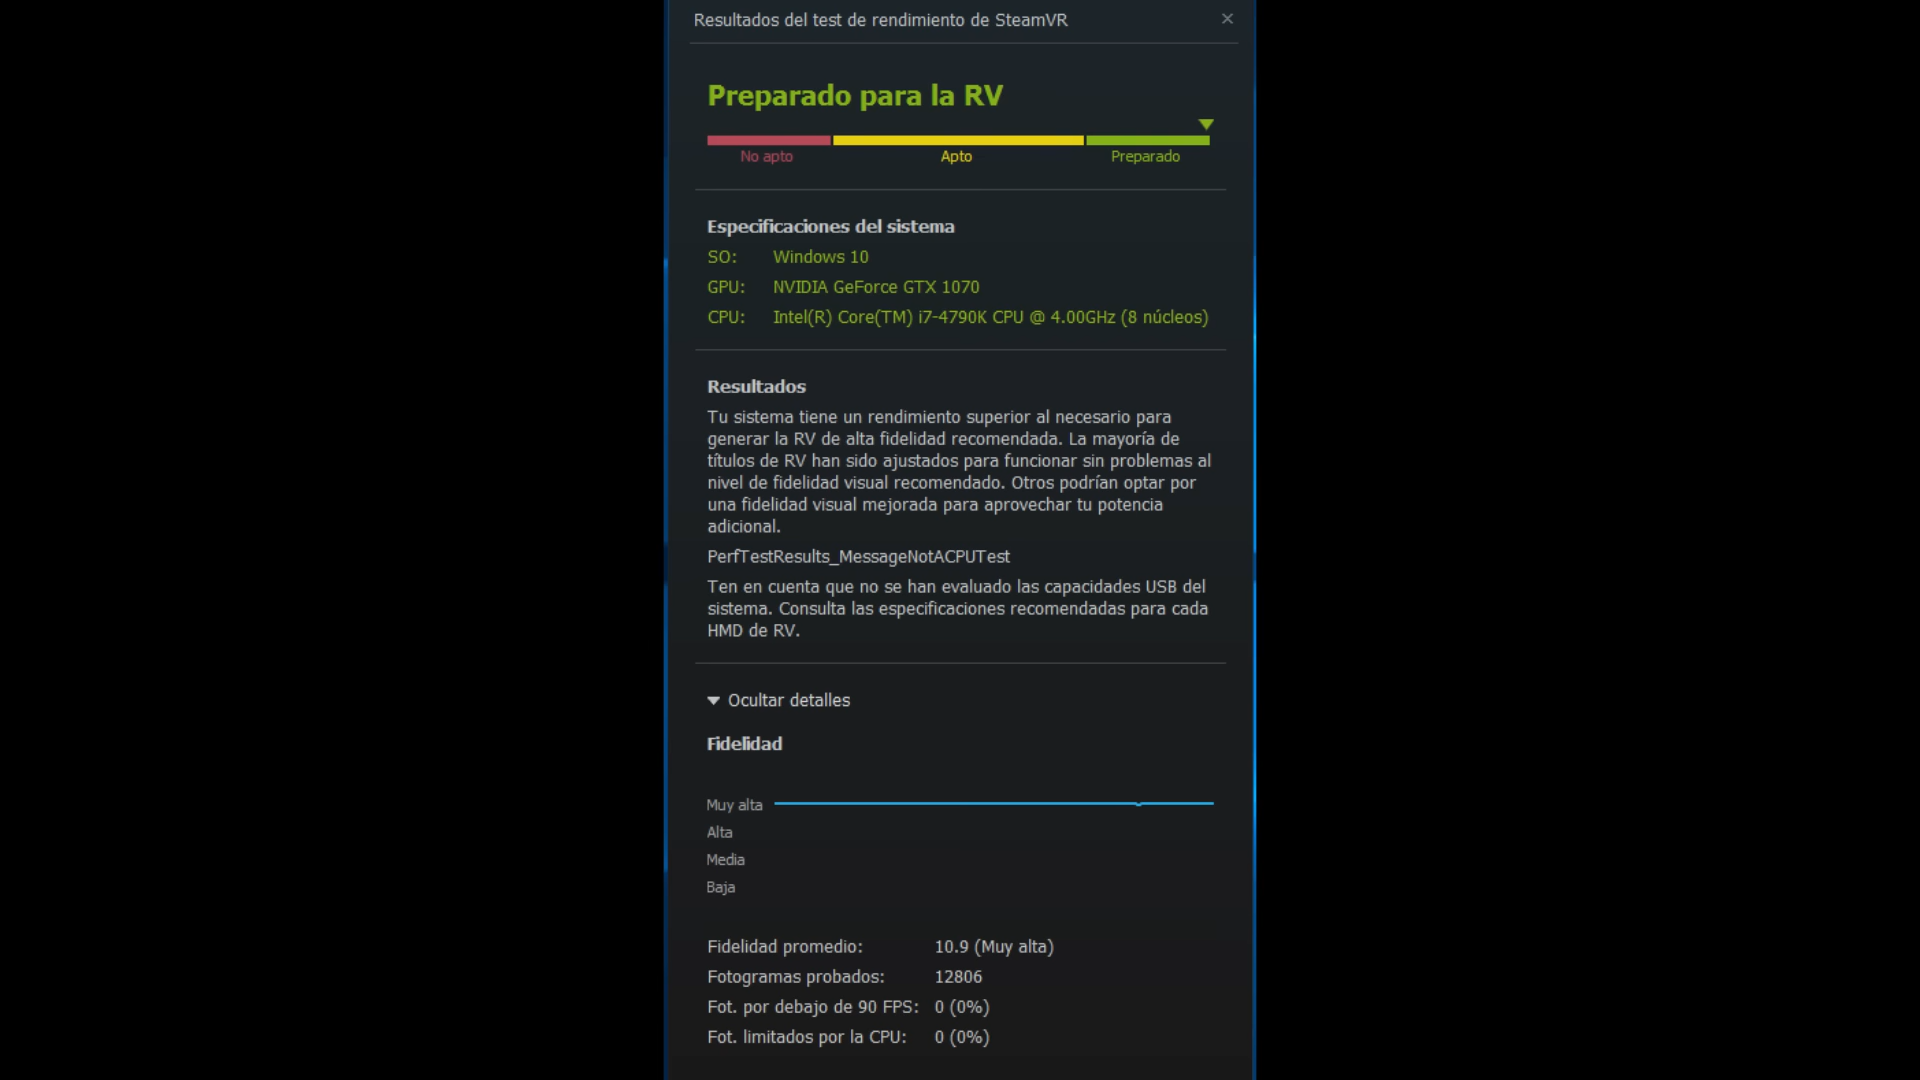 Resultados del test de rendimiento de SteamVR
Preparado para la RV
No apto Apto Preparado
Especificaciones del sistema
SO: Windows 10
GPU: NVIDIA GeForce GTX 1070
CPU: Intel(R) Core(TM) i7-4790K CPU @ 4.00GHz (8 núcleos)
Resultados
Tu sistema tiene un rendimiento superior al necesario para
generar la RV de alta fidelidad recomendada. La mayoría de
títulos de RV han sido ajustados para funcionar sin problemas al
nivel de fidelidad visual recomendado. Otros podrían optar por
una fidelidad visual mejorada para aprovechar tu potencia
adicional.
PerfTestResults_MessageNotACPUTest
Ten en cuenta que no se han evaluado las capacidades USB del
sistema. Consulta las especificaciones recomendadas para cada
HMD de RV.
Ocultar detalles
Fidelidad
Muy alta
Alta
Media
Baja
Fidelidad promedio: 10.9 (Muy alta)
Fotogramas probados: 12806
Fot. por debajo de 90 FPS: 0 (0%)
Fot. limitados por la CPU: 0 (0%)